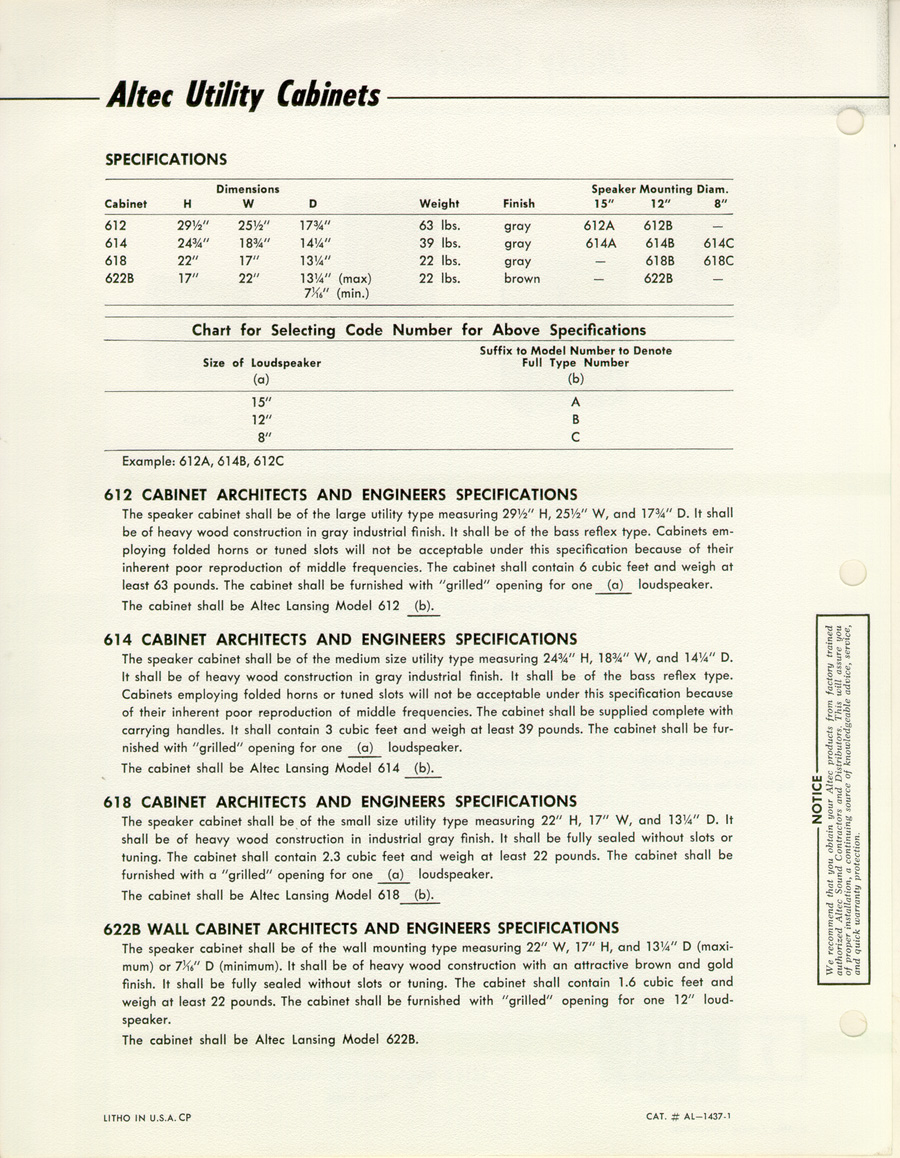 Altec Utility Cabinets
SPECIFICATIONS
Dimensions Speaker Mounting Diam.
Cabinet H W D Weight Finish 15" 12" 8"
612 29½" 25½" 17¾" 63 lbs. gray 612A 612B —
614 24¾" 18¾" 14¼" 39 lbs. gray 614A 614B 614C
618 22" 17" 13¼" 22 lbs. gray — 618B 618C
622B 17" 22" 13¼" (max) 22 lbs. brown — 622B —
7⅟₁₆" (min.)
Chart for Selecting Code Number for Above Specifications
Suffix to Model Number to Denote
Size of Loudspeaker Full Type Number
(a) (b)
15" A
12" B
8" C
Example: 612A, 614B, 612C
612 CABINET ARCHITECTS AND ENGINEERS SPECIFICATIONS
The speaker cabinet shall be of the large utility type measuring 29½" H, 25½" W, and 17¾" D. It shall
be of heavy wood construction in gray industrial finish. It shall be of the bass reflex type. Cabinets em-
ploying folded horns or tuned slots will not be acceptable under this specification because of their
inherent poor reproduction of middle frequencies. The cabinet shall contain 6 cubic feet and weigh at
least 63 pounds. The cabinet shall be furnished with "grilled" opening for one (a) loudspeaker.
The cabinet shall be Altec Lansing Model 612 (b).
614 CABINET ARCHITECTS AND ENGINEERS SPECIFICATIONS
The speaker cabinet shall be of the medium size utility type measuring 24¾" H, 18¾" W, and 14¼" D.
It shall be of heavy wood construction in gray industrial finish. It shall be of the bass reflex type.
Cabinets employing folded horns or tuned slots will not be acceptable under this specification because
of their inherent poor reproduction of middle frequencies. The cabinet shall be supplied complete with
carrying handles. It shall contain 3 cubic feet and weigh at least 39 pounds. The cabinet shall be fur-
nished with "grilled" opening for one (a) loudspeaker.
The cabinet shall be Altec Lansing Model 614 (b).
618 CABINET ARCHITECTS AND ENGINEERS SPECIFICATIONS
The speaker cabinet shall be of the small size utility type measuring 22" H, 17" W, and 13¼" D. It
shall be of heavy wood construction in industrial gray finish. It shall be fully sealed without slots or
tuning. The cabinet shall contain 2.3 cubic feet and weigh at least 22 pounds. The cabinet shall be
furnished with a "grilled" opening for one (a) loudspeaker.
The cabinet shall be Altec Lansing Model 618 (b).
622B WALL CABINET ARCHITECTS AND ENGINEERS SPECIFICATIONS
The speaker cabinet shall be of the wall mounting type measuring 22" W, 17" H, and 13¼" D (maxi-
mum) or 7⅟₁₆" D (minimum). It shall be of heavy wood construction with an attractive brown and gold
finish. It shall be fully sealed without slots or tuning. The cabinet shall contain 1.6 cubic feet and
weigh at least 22 pounds. The cabinet shall be furnished with "grilled" opening for one 12" loud-
speaker.
The cabinet shall be Altec Lansing Model 622B.
NOTICE
We recommend that you obtain your Altec products from factory trained
authorized Altec Sound Contractors and Distributors. This will assure you
of proper installation, a continuing source of knowledgeable advice, service,
and quick warranty protection.
LITHO IN U.S.A. CP CAT. # AL—1437-1